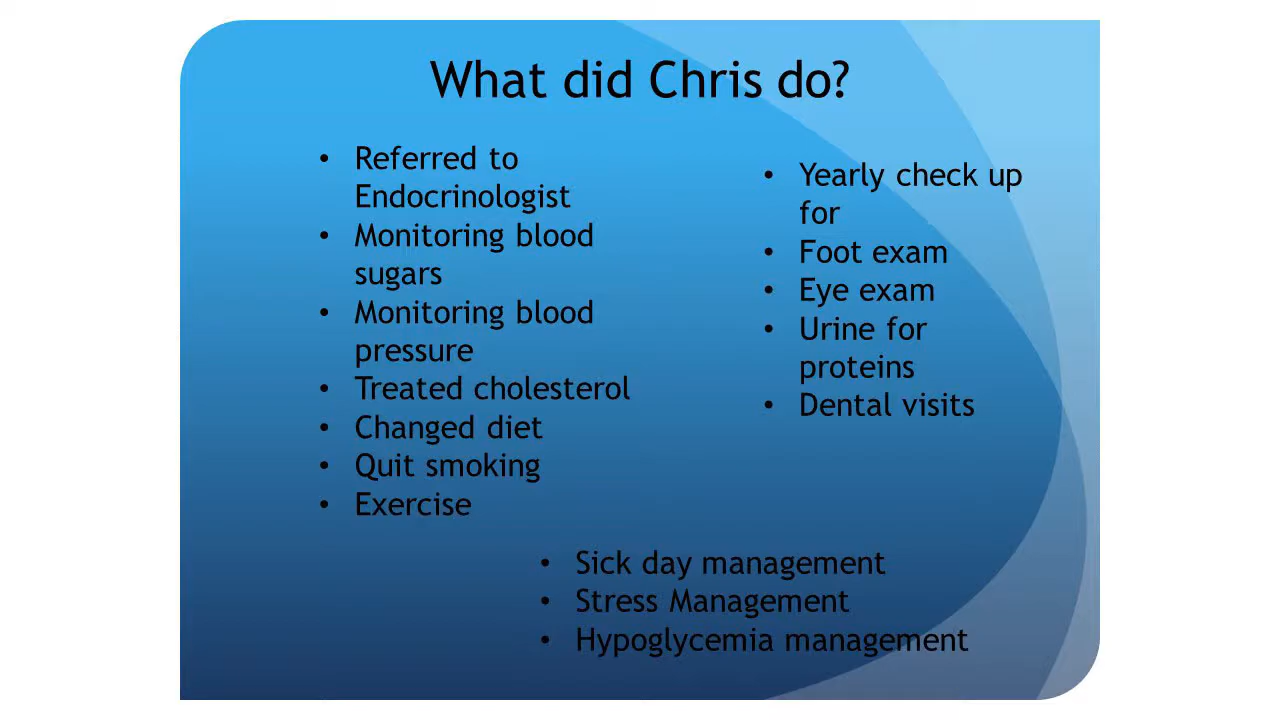 What did Chris do?
• Referred to
Endocrinologist
• Monitoring blood
sugars
• Monitoring blood
pressure
• Treated cholesterol
• Changed diet
• Quit smoking
• Exercise
• Yearly check up
for
• Foot exam
• Eye exam
• Urine for
proteins
• Dental visits
• Sick day management
• Stress Management
• Hypoglycemia management